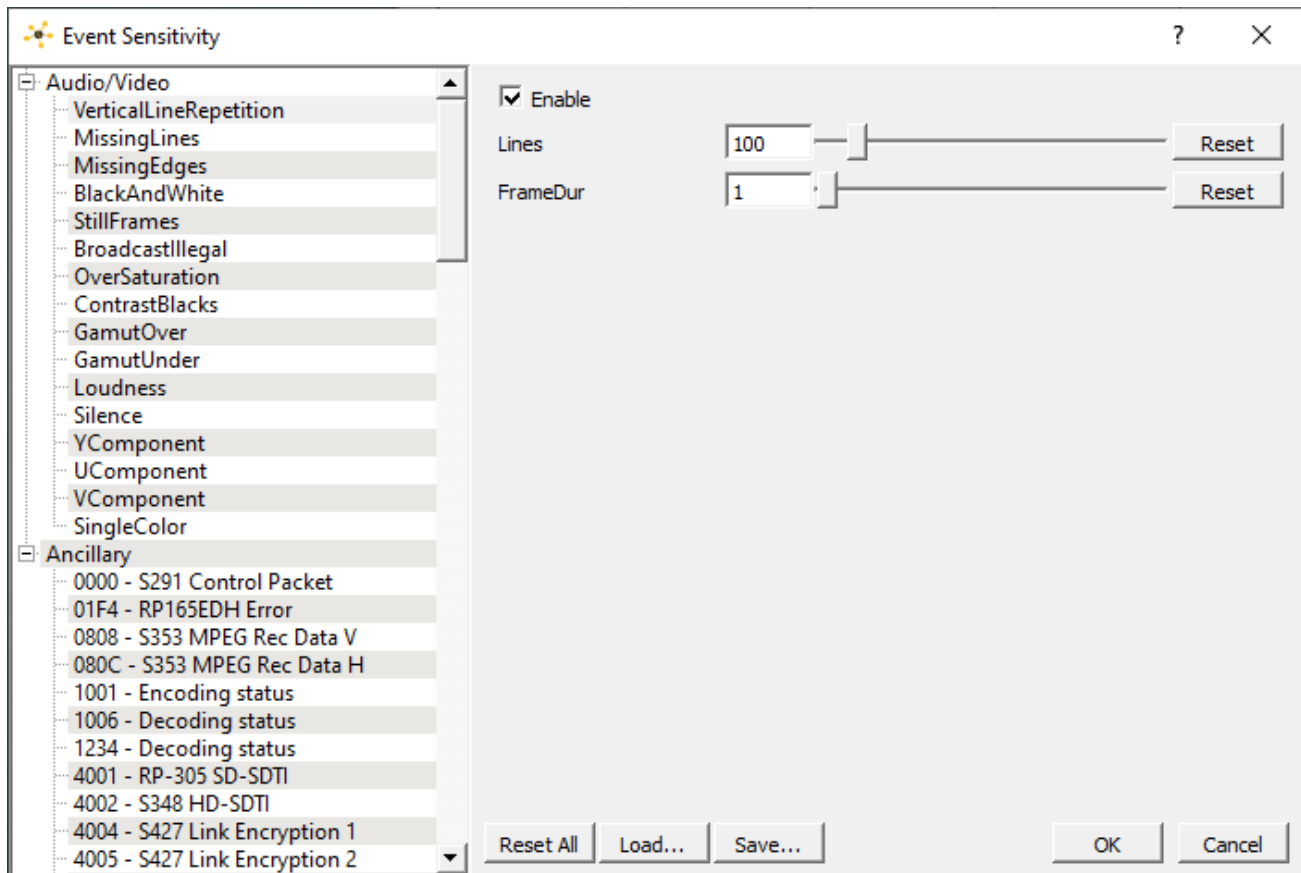 Event Sensitivity
?
Audio/Video
VerticalLineRepetition
MissingLines
MissingEdges
BlackAndWhite
StillFrames
BroadcastIllegal
OverSaturation
ContrastBlacks
GamutOver
GamutUnder
Loudness
Silence
YComponent
UComponent
VComponent
SingleColor
Ancillary
0000 - S291 Control Packet
01F4 - RP165EDH Error
0808 - S353 MPEG Rec Data V
080C - S353 MPEG Rec Data H
1001 - Encoding status
1006 - Decoding status
1234 - Decoding status
4001 - RP-305 SD-SDTI
4002 - S348 HD-SDTI
4004 - S427 Link Encryption 1
4005 - S427 Link Encryption 2
Enable
Lines 100 Reset
FrameDur 1 Reset
Reset All Load... Save... OK Cancel